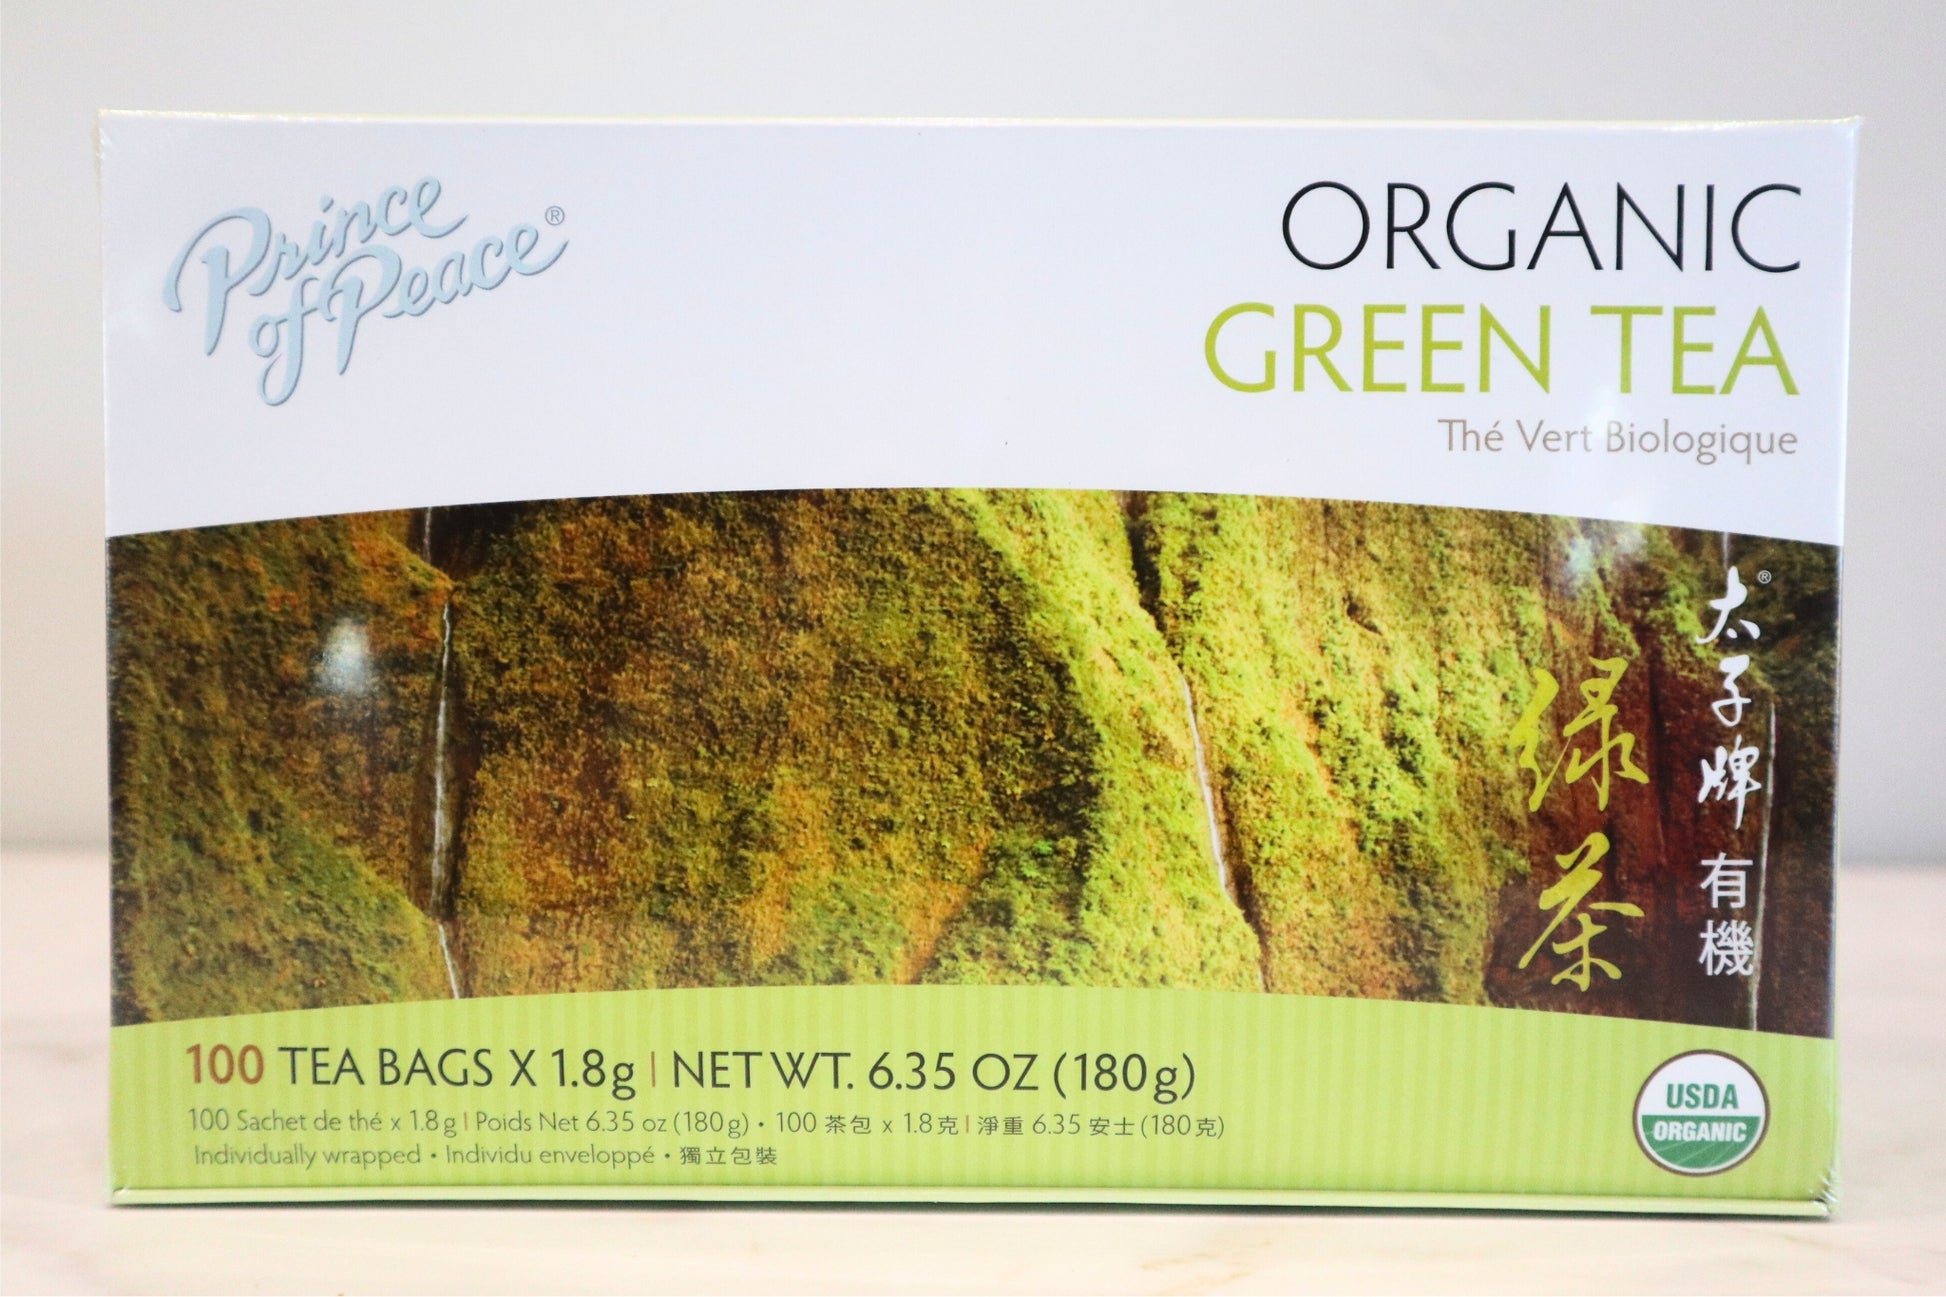 Prince
of Peace®
ORGANIC
GREEN TEA
Thé Vert Biologique
太子牌® 有機
绿茶
100 TEA BAGS X 1.8g | NET WT. 6.35 OZ (180g)
100 Sachet de thé x 1.8g | Poids Net 6.35 oz (180g) • 100 茶包 x 1.8克 | 淨重 6.35 安士 (180克)
Individually wrapped • Individu enveloppé • 獨立包裝
USDA
ORGANIC